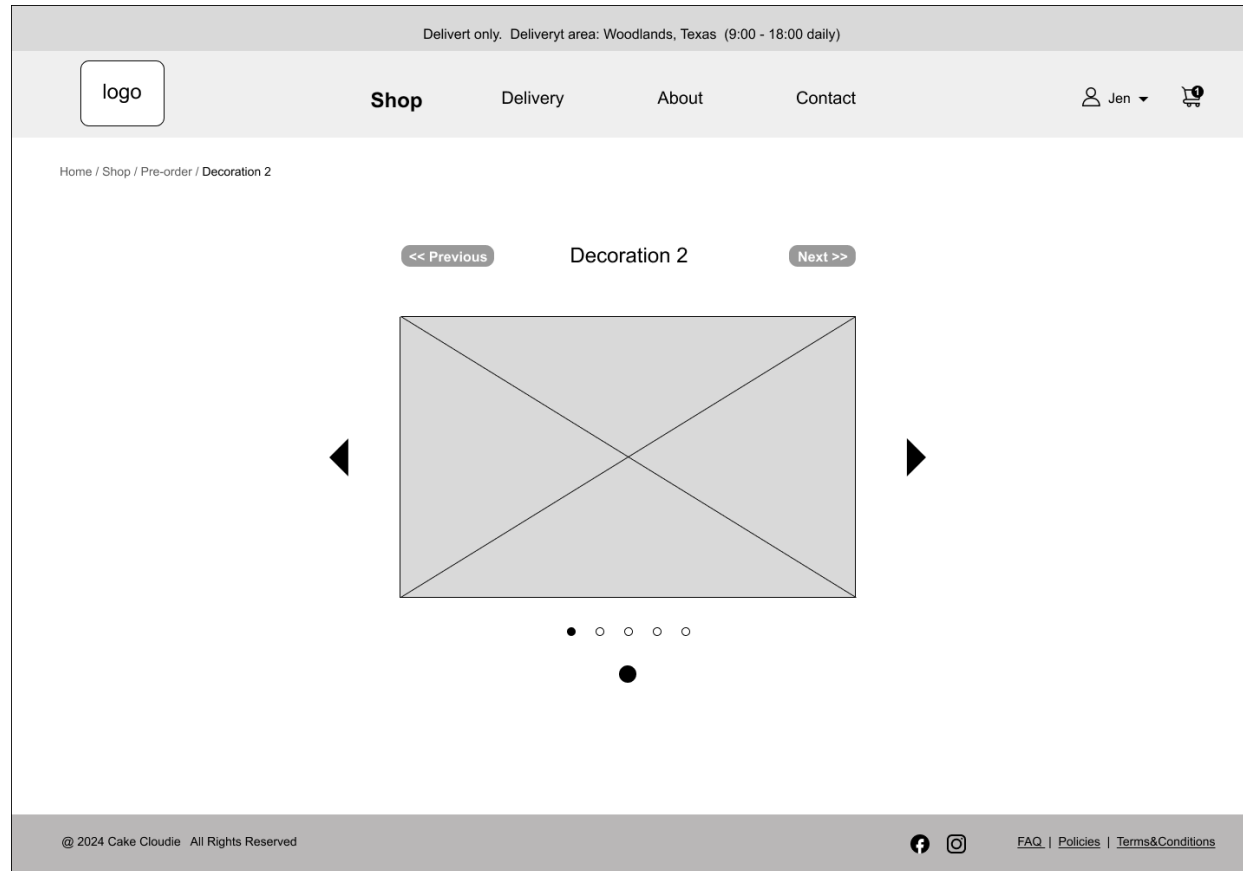 Delivert only.  Deliveryt area: Woodlands, Texas  (9:00 - 18:00 daily)
logo
Shop
Delivery
About
Contact
Jen
1
Home / Shop / Pre-order / Decoration 2
<< Previous
Decoration 2
Next >>
@ 2024 Cake Cloudie   All Rights Reserved
FAQ  |  Policies  |  Terms&Conditions